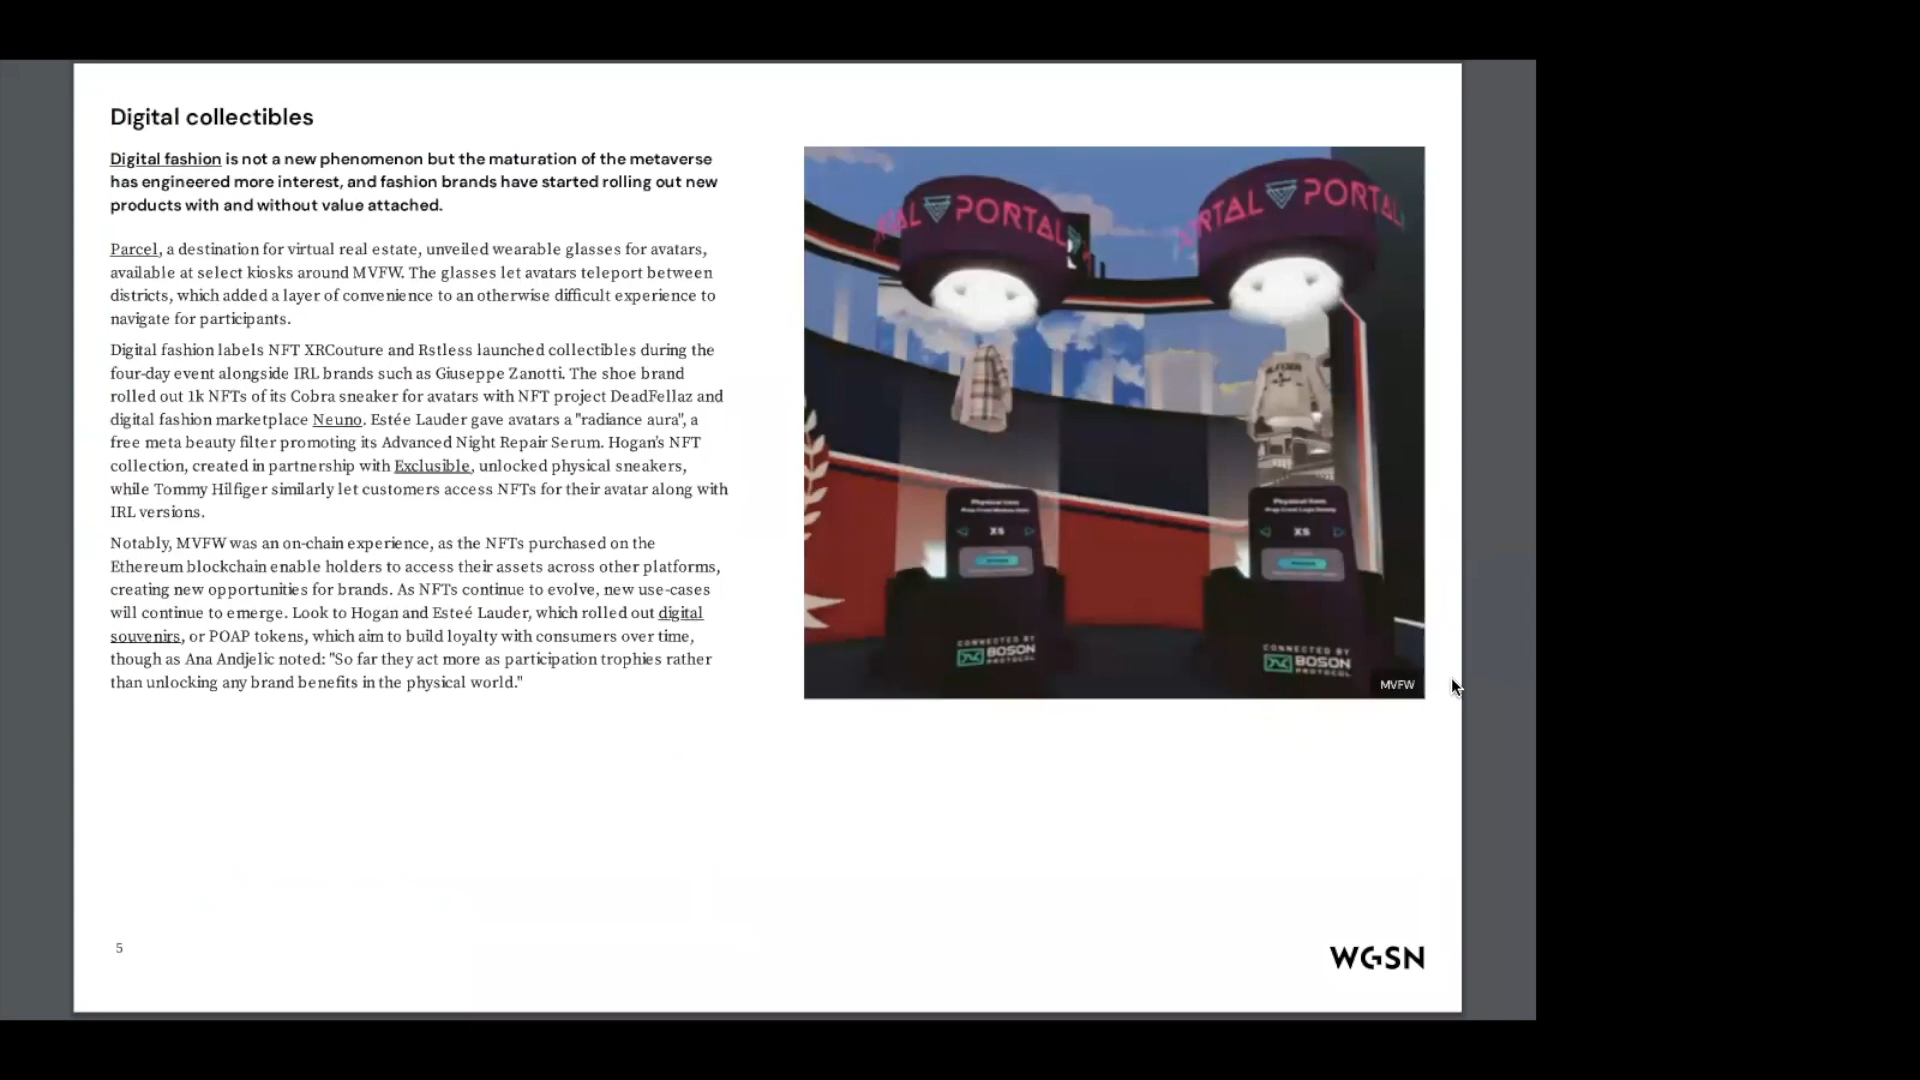 Digital collectibles
Digital fashion is not a new phenomenon but the maturation of the metaverse
has engineered more interest, and fashion brands have started rolling out new
products with and without value attached.
Parcel, a destination for virtual real estate, unveiled wearable glasses for avatars,
available at select kiosks around MVFW. The glasses let avatars teleport between
districts, which added a layer of convenience to an otherwise difficult experience to
navigate for participants.
Digital fashion labels NFT XRCouture and Rstless launched collectibles during the
four-day event alongside IRL brands such as Giuseppe Zanotti. The shoe brand
rolled out 1k NFTs of its Cobra sneaker for avatars with NFT project DeadFellaz and
digital fashion marketplace Neuno. Estée Lauder gave avatars a "radiance aura", a
free meta beauty filter promoting its Advanced Night Repair Serum. Hogan's NFT
collection, created in partnership with Exclusible, unlocked physical sneakers,
while Tommy Hilfiger similarly let customers access NFTs for their avatar along with
IRL versions.
Notably, MVFW was an on-chain experience, as the NFTs purchased on the
Ethereum blockchain enable holders to access their assets across other platforms,
creating new opportunities for brands. As NFTs continue to evolve, new use-cases
will continue to emerge. Look to Hogan and Esteé Lauder, which rolled out digital
souvenirs, or POAP tokens, which aim to build loyalty with consumers over time,
though as Ana Andjelic noted: "So far they act more as participation trophies rather
than unlocking any brand benefits in the physical world."
TAL PORTAL
RTAL PORTAL
Physical Item
XS
Physical Item
XS
CONNECTED BY
BOSON
PROTOCOL
CONNECTED BY
BOSON
PROTOCOL
MVFW
5
WGSN